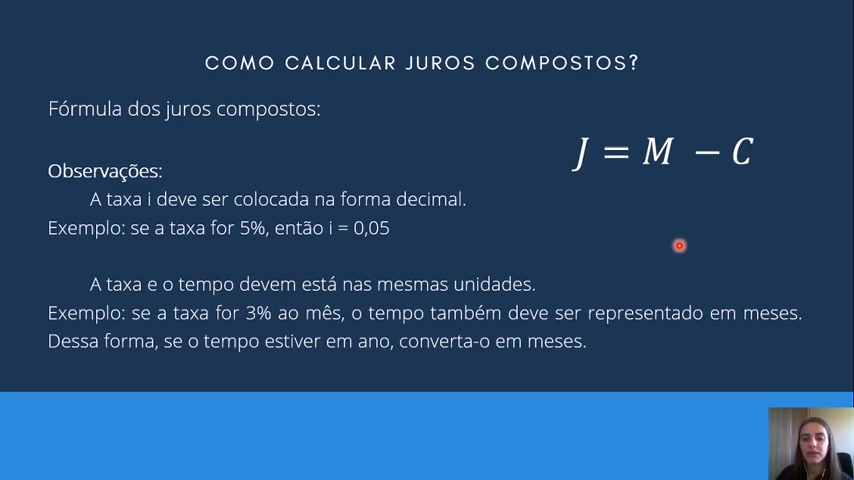 COMO CALCULAR JUROS COMPOSTOS?
Fórmula dos juros compostos:
J = M - C
Observações:
A taxa i deve ser colocada na forma decimal.
Exemplo: se a taxa for 5%, então i = 0,05
A taxa e o tempo devem está nas mesmas unidades.
Exemplo: se a taxa for 3% ao mês, o tempo também deve ser representado em meses.
Dessa forma, se o tempo estiver em ano, converta-o em meses.